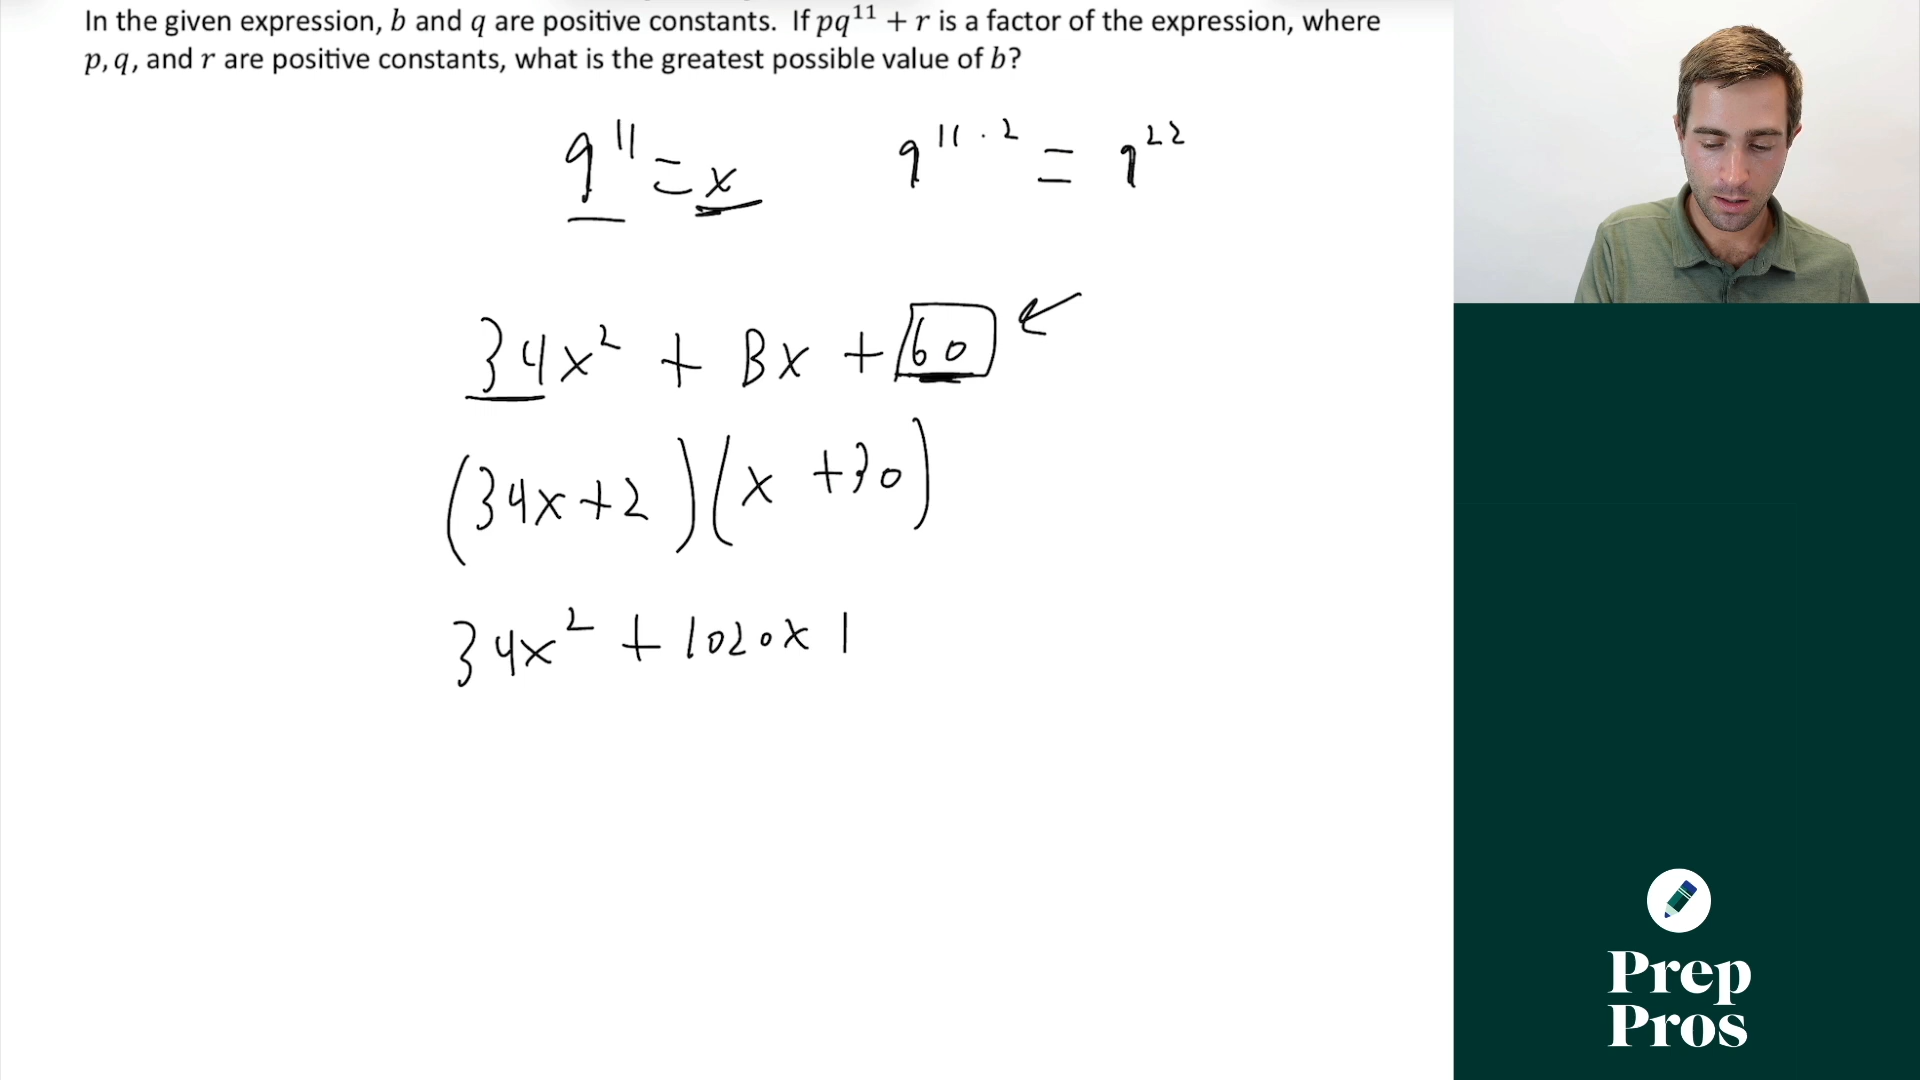 In the given expression, b and q are positive constants. If pq¹¹ + r is a factor of the expression, where
p, q, and r are positive constants, what is the greatest possible value of b?
q¹¹ = x q¹¹·² = q²²
34x² + Bx + 60
(34x+2)(x +30)
34x² + 1020x |
Prep
Pros